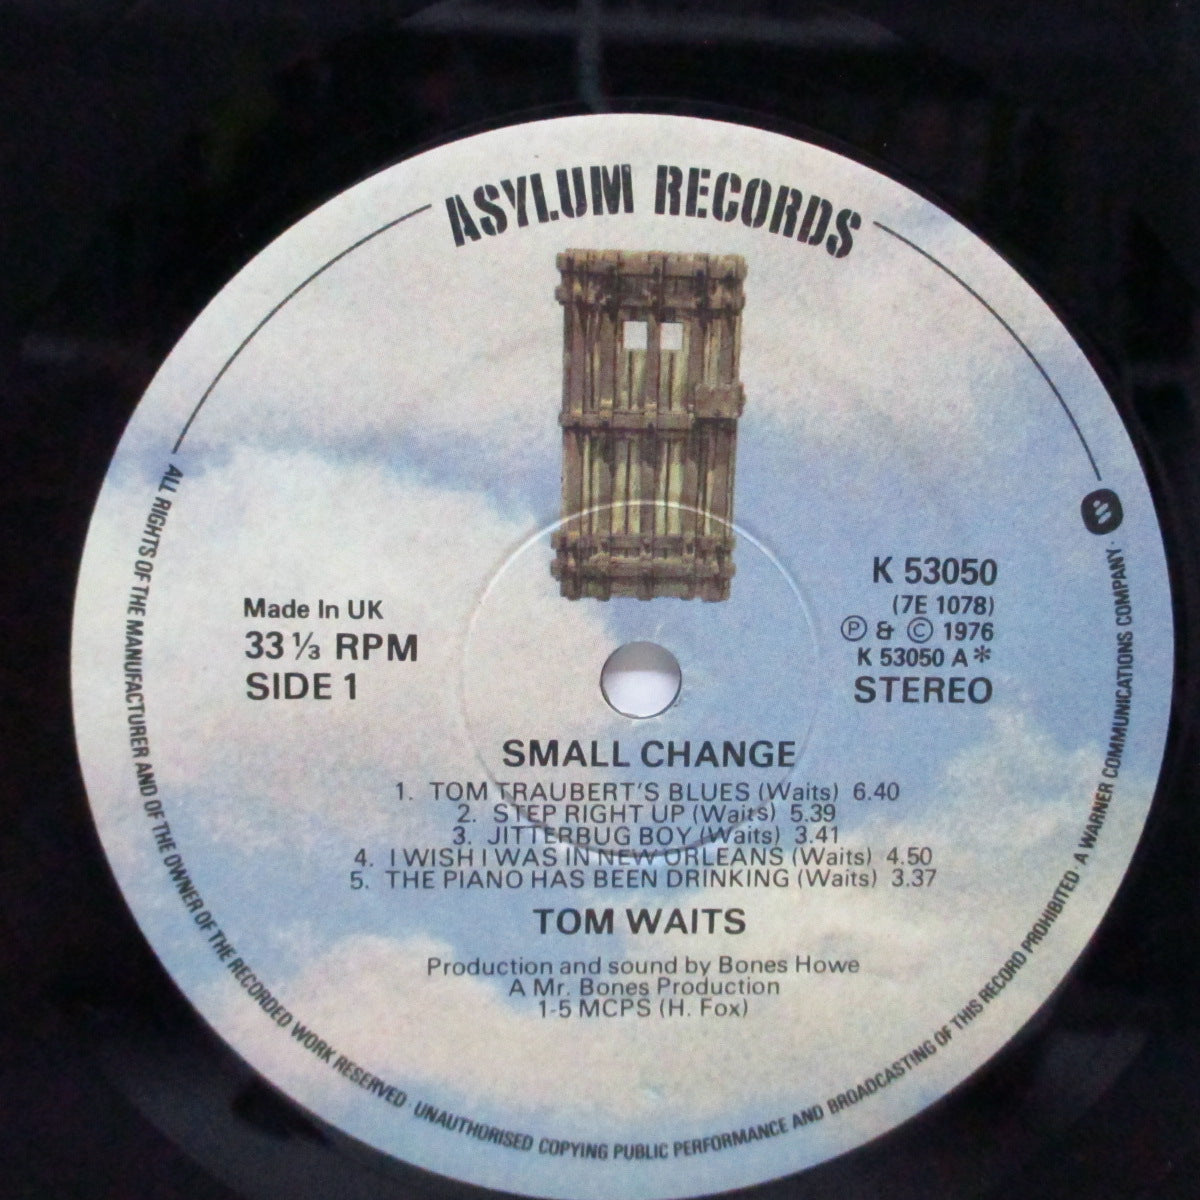 ASYLUM RECORDS
Made In UK
33 ⅓ RPM
SIDE 1
K 53050
(7E 1078)
Ⓟ & © 1976
K 53050 A*
STEREO
SMALL CHANGE
1. TOM TRAUBERT'S BLUES (Waits) 6.40
2. STEP RIGHT UP (Waits) 5.39
3. JITTERBUG BOY (Waits) 3.41
4. I WISH I WAS IN NEW ORLEANS (Waits) 4.50
5. THE PIANO HAS BEEN DRINKING (Waits) 3.37
TOM WAITS
Production and sound by Bones Howe
A Mr. Bones Production
1-5 MCPS (H. Fox)
ALL RIGHTS OF THE MANUFACTURER AND OF THE OWNER OF THE RECORDED WORK RESERVED · UNAUTHORISED COPYING PUBLIC PERFORMANCE AND BROADCASTING OF THIS RECORD PROHIBITED · A WARNER COMMUNICATIONS COMPANY ·